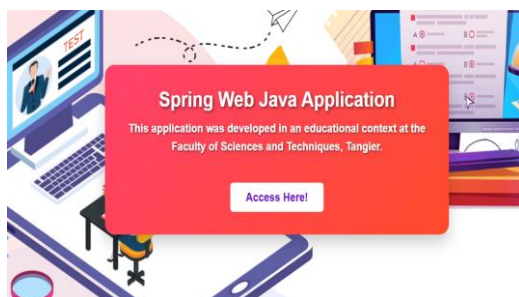 TEST
A
B
Spring Web Java Application
This application was developed in an educational context at the
Faculty of Sciences and Techniques, Tangier.
Access Here!